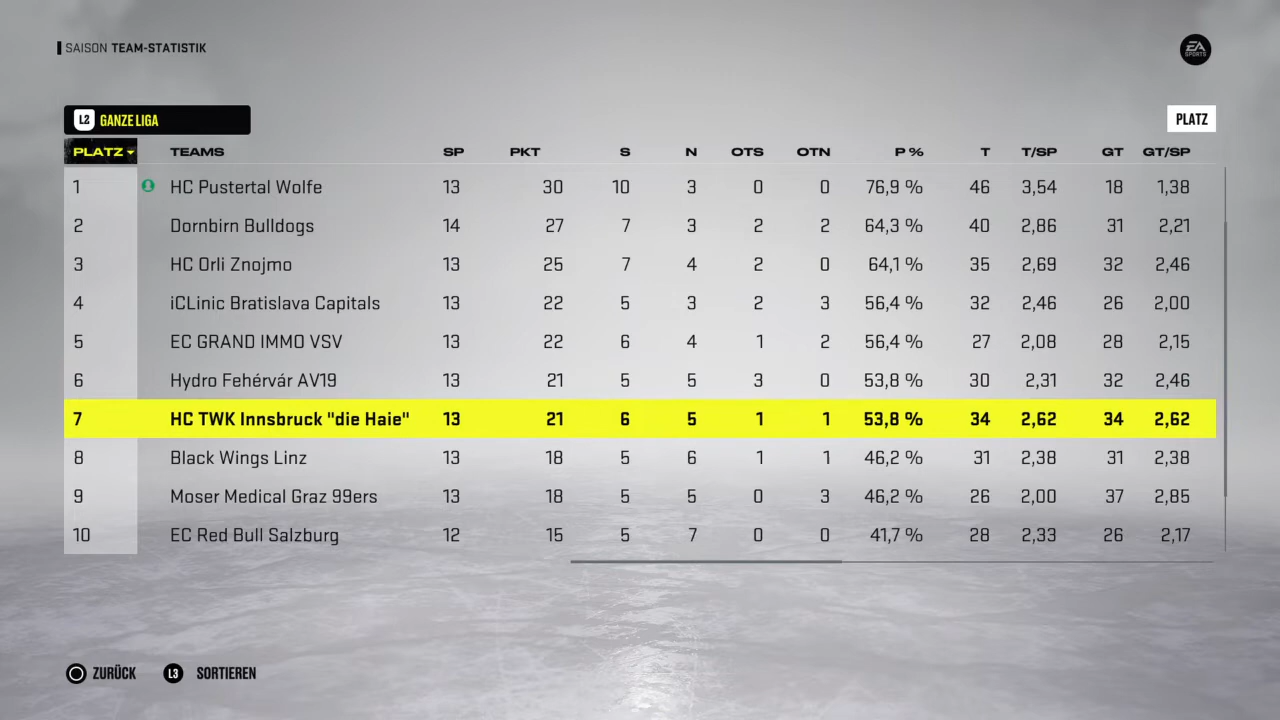 SAISON TEAM-STATISTIK
EA SPORTS
L2 GANZE LIGA
PLATZ
PLATZ TEAMS SP PKT S N OTS OTN P % T T/SP GT GT/SP
1 HC Pustertal Wolfe 13 30 10 3 0 0 76,9 % 46 3,54 18 1,38
2 Dornbirn Bulldogs 14 27 7 3 2 2 64,3 % 40 2,86 31 2,21
3 HC Orli Znojmo 13 25 7 4 2 0 64,1 % 35 2,69 32 2,46
4 iCLinic Bratislava Capitals 13 22 5 3 2 3 56,4 % 32 2,46 26 2,00
5 EC GRAND IMMO VSV 13 22 6 4 1 2 56,4 % 27 2,08 28 2,15
6 Hydro Fehérvár AV19 13 21 5 5 3 0 53,8 % 30 2,31 32 2,46
7 HC TWK Innsbruck "die Haie" 13 21 6 5 1 1 53,8 % 34 2,62 34 2,62
8 Black Wings Linz 13 18 5 6 1 1 46,2 % 31 2,38 31 2,38
9 Moser Medical Graz 99ers 13 18 5 5 0 3 46,2 % 26 2,00 37 2,85
10 EC Red Bull Salzburg 12 15 5 7 0 0 41,7 % 28 2,33 26 2,17
ZURÜCK L3 SORTIEREN